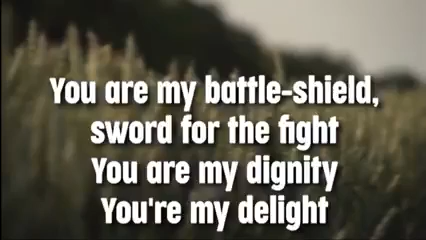 You are my battle-shield,
sword for the fight
You are my dignity
You're my delight